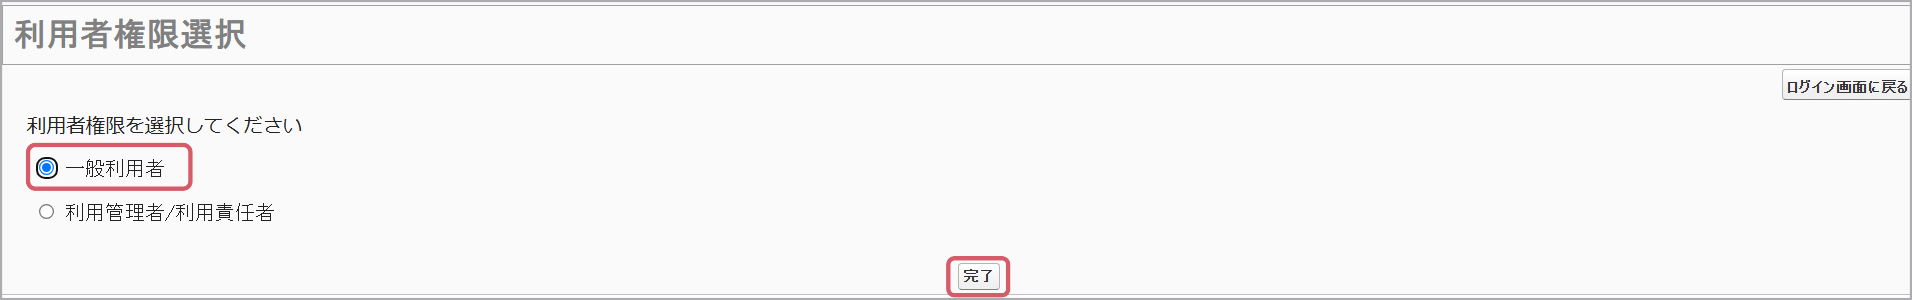 利用者権限選択
ログイン画面に戻る
利用者権限を選択してください
一般利用者
利用管理者/利用責任者
完了